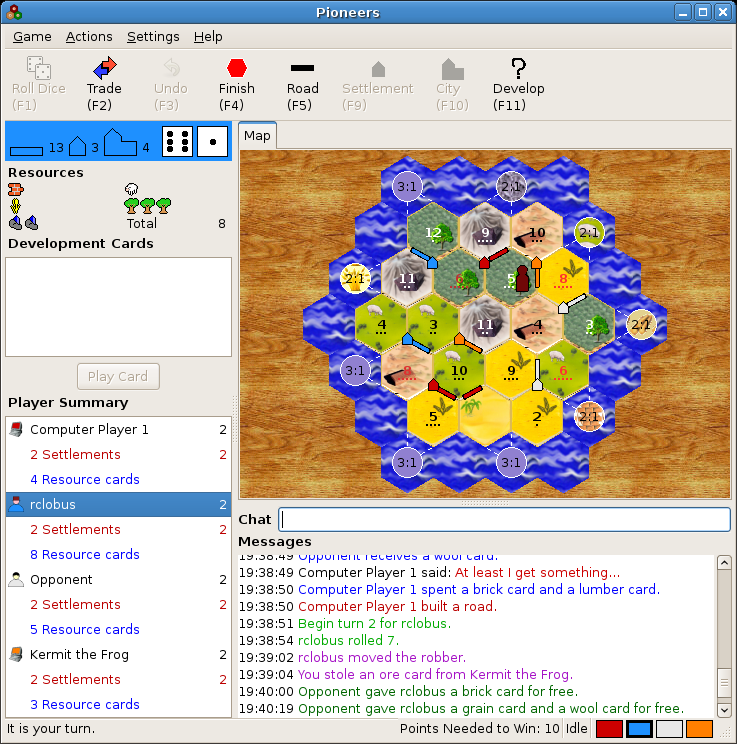 Pioneers
Game Actions Settings Help
Roll Dice (F1)
Trade (F2)
Undo (F3)
Finish (F4)
Road (F5)
Settlement (F9)
City (F10)
Develop (F11)
13 3 4
Map
Resources
Total 8
Development Cards
Play Card
Player Summary
Computer Player 1 2
2 Settlements 2
4 Resource cards
rclobus 2
2 Settlements 2
8 Resource cards
Opponent 2
2 Settlements 2
5 Resource cards
Kermit the Frog 2
2 Settlements 2
3 Resource cards
3:1 2:1
12 9 10 2:1
2:1 11 6 5 8
4 3 11 4 3 2:1
3:1 8 10 9 6
5 2 2:1
3:1 3:1
Chat
Messages
19:38:49 Opponent receives a wool card.
19:38:49 Computer Player 1 said: At least I get something...
19:38:50 Computer Player 1 spent a brick card and a lumber card.
19:38:50 Computer Player 1 built a road.
19:38:51 Begin turn 2 for rclobus.
19:38:54 rclobus rolled 7.
19:39:02 rclobus moved the robber.
19:39:04 You stole an ore card from Kermit the Frog.
19:40:00 Opponent gave rclobus a brick card for free.
19:40:19 Opponent gave rclobus a grain card and a wool card for free.
It is your turn. Points Needed to Win: 10 Idle